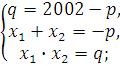 q = 2002 − p,
x₁ + x₂ = −p,
x₁ · x₂ = q;